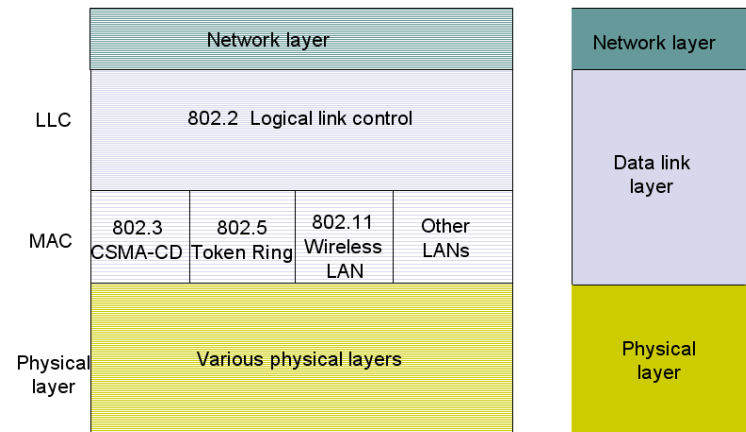 Network layer
Network layer
LLC
802.2 Logical link control
Data link
layer
MAC
802.3
CSMA-CD
802.5
Token Ring
802.11
Wireless
LAN
Other
LANs
Physical
layer
Various physical layers
Physical
layer